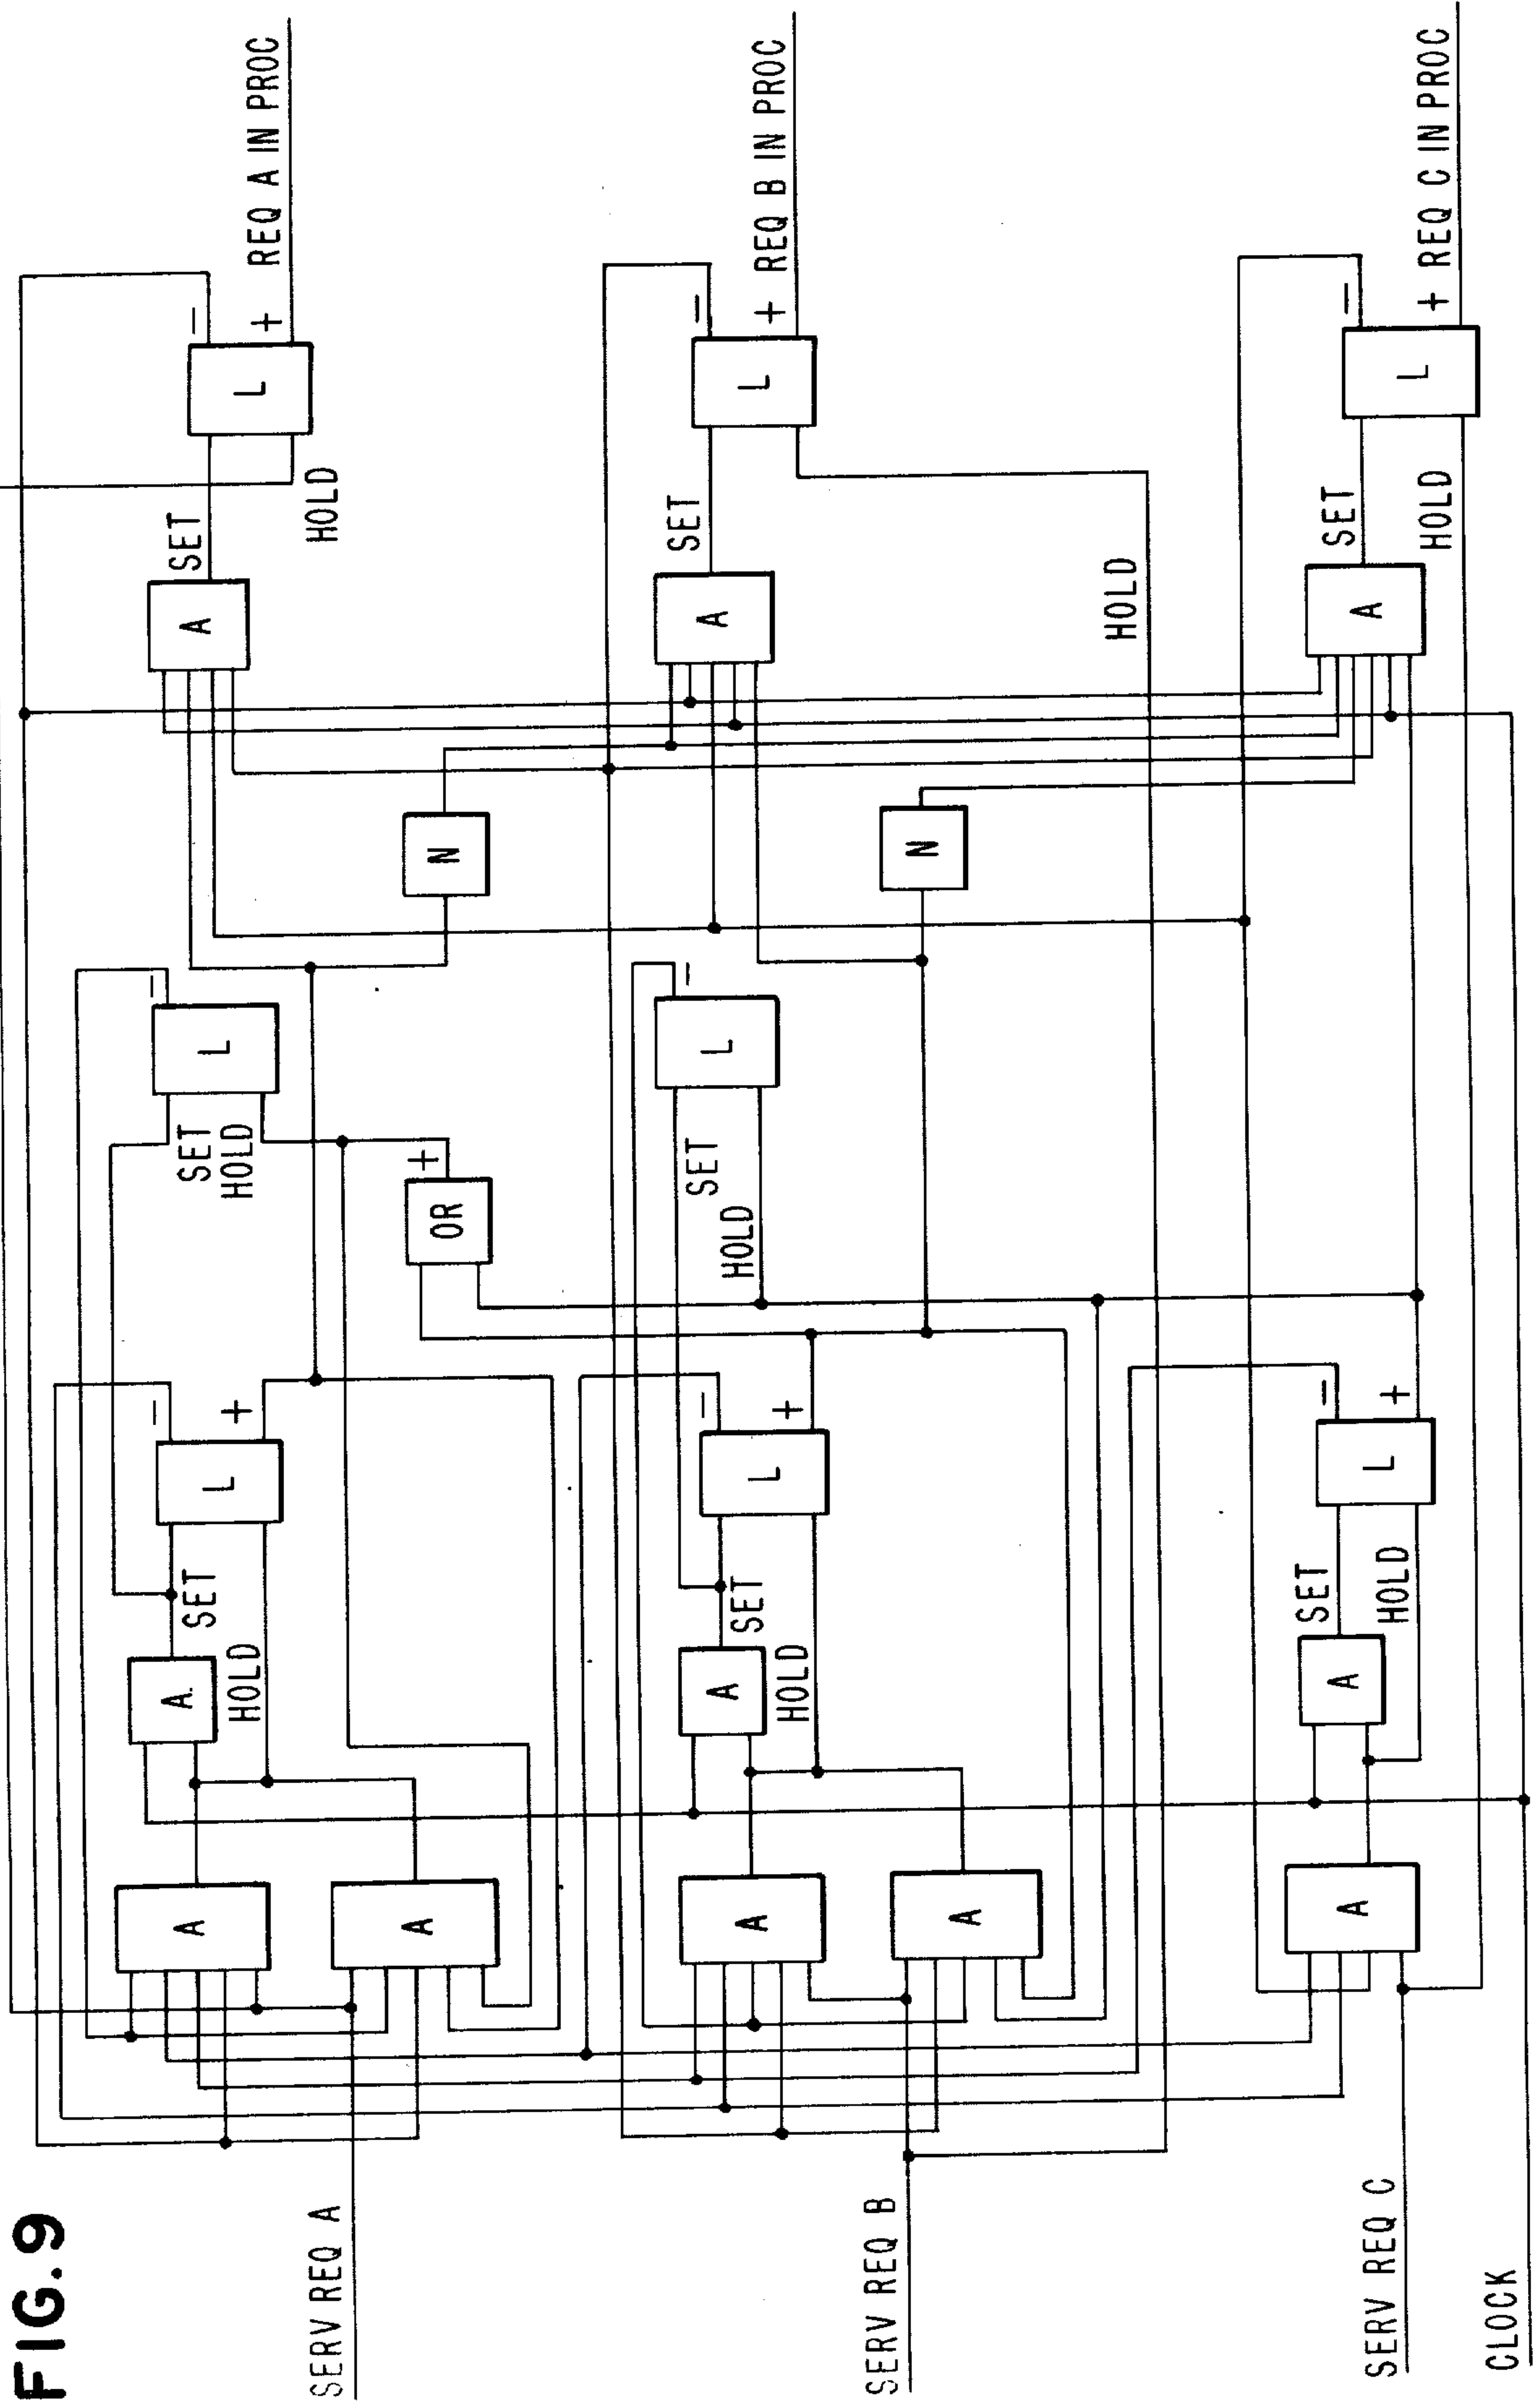 FIG.9
SERV REQ A
A
A
A.
SET
HOLD
L
-
+
SET
HOLD
L
-
OR
+
N
A
SET
HOLD
L
-
+
REQ A IN PROC
SERV REQ B
A
A
A
SET
HOLD
L
-
+
SET
HOLD
L
-
N
A
SET
HOLD
L
-
+
REQ B IN PROC
SERV REQ C
A
A
SET
HOLD
L
-
+
A
SET
HOLD
L
-
+
REQ C IN PROC
CLOCK